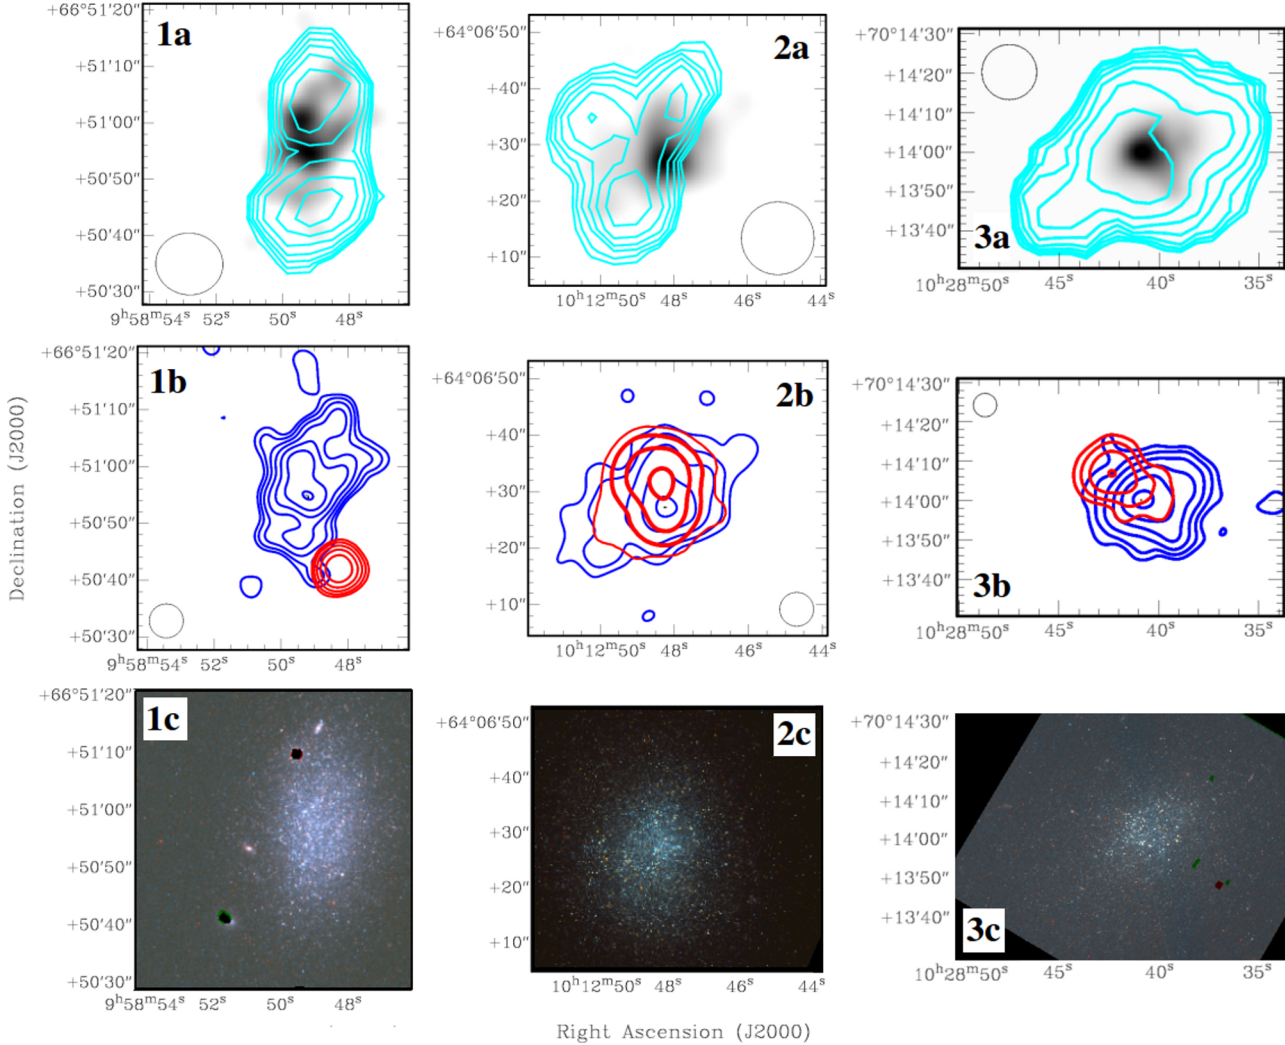 1a
+66°51′20″
+51′10″
+51′00″
+50′50″
+50′40″
+50′30″
9ʰ58ᵐ54ˢ 52ˢ 50ˢ 48ˢ
2a
+64°06′50″
+40″
+30″
+20″
+10″
10ʰ12ᵐ50ˢ 48ˢ 46ˢ 44ˢ
3a
+70°14′30″
+14′20″
+14′10″
+14′00″
+13′50″
+13′40″
10ʰ28ᵐ50ˢ 45ˢ 40ˢ 35ˢ
Declination (J2000)
1b
+66°51′20″
+51′10″
+51′00″
+50′50″
+50′40″
+50′30″
9ʰ58ᵐ54ˢ 52ˢ 50ˢ 48ˢ
2b
+64°06′50″
+40″
+30″
+20″
+10″
10ʰ12ᵐ50ˢ 48ˢ 46ˢ 44ˢ
3b
+70°14′30″
+14′20″
+14′10″
+14′00″
+13′50″
+13′40″
10ʰ28ᵐ50ˢ 45ˢ 40ˢ 35ˢ
1c
+66°51′20″
+51′10″
+51′00″
+50′50″
+50′40″
+50′30″
9ʰ58ᵐ54ˢ 52ˢ 50ˢ 48ˢ
2c
+64°06′50″
+40″
+30″
+20″
+10″
10ʰ12ᵐ50ˢ 48ˢ 46ˢ 44ˢ
3c
+70°14′30″
+14′20″
+14′10″
+14′00″
+13′50″
+13′40″
10ʰ28ᵐ50ˢ 45ˢ 40ˢ 35ˢ
Right Ascension (J2000)